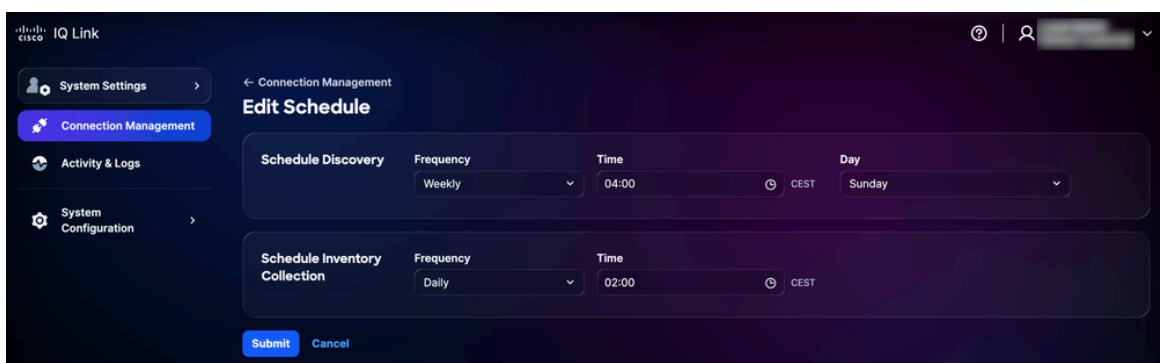 cisco IQ Link
System Settings
← Connection Management
Edit Schedule
Connection Management
Activity & Logs
System
Configuration
Schedule Discovery
Frequency
Time
Day
Weekly
04:00
CEST
Sunday
Schedule Inventory
Collection
Frequency
Time
Daily
02:00
CEST
Submit
Cancel